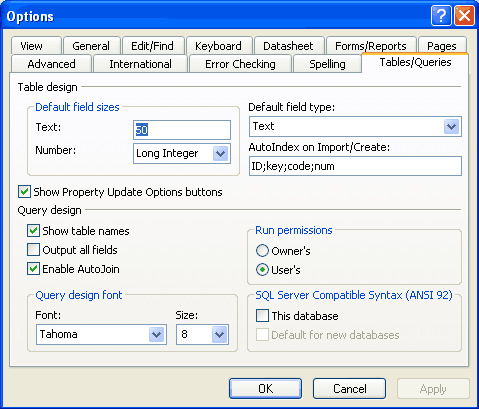 Options
View General Edit/Find Keyboard Datasheet Forms/Reports Pages
Advanced International Error Checking Spelling Tables/Queries
Table design
Default field sizes
Text: 50
Number: Long Integer
Default field type:
Text
AutoIndex on Import/Create:
ID;key;code;num
Show Property Update Options buttons
Query design
Show table names
Output all fields
Enable AutoJoin
Run permissions
Owner's
User's
Query design font
Font: Size:
Tahoma 8
SQL Server Compatible Syntax (ANSI 92)
This database
Default for new databases
OK Cancel Apply